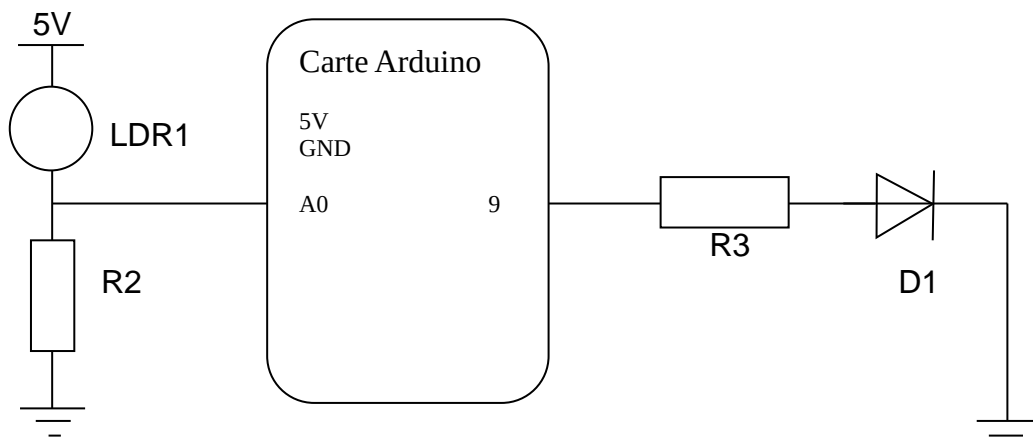 5V
Carte Arduino
5V
GND
LDR1
A0
9
R2
R3
D1